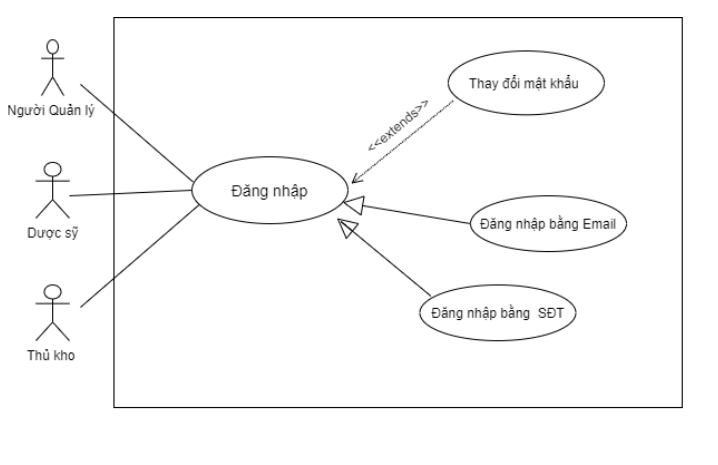 Người Quản lý
Dược sỹ
Thủ kho
Đăng nhập
<<extends>>
Thay đổi mật khẩu
Đăng nhập bằng Email
Đăng nhập bằng SĐT